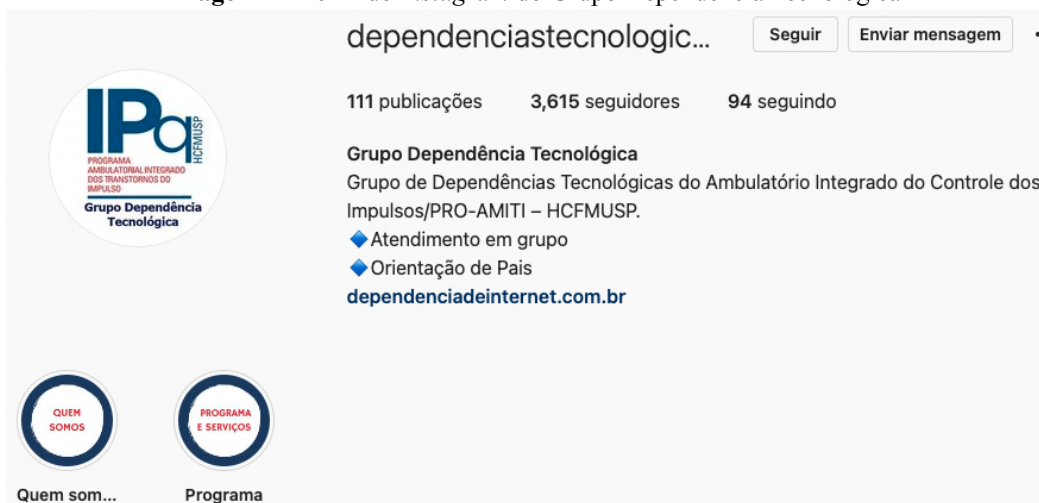 dependenciastecnologic...
Seguir
Enviar mensagem
111 publicações 3,615 seguidores 94 seguindo
IPq
HCFMUSP
PROGRAMA
AMBULATORIAL INTEGRADO
DOS TRANSTORNOS DO
IMPULSO
Grupo Dependência
Tecnológica
Grupo Dependência Tecnológica
Grupo de Dependências Tecnológicas do Ambulatório Integrado do Controle dos
Impulsos/PRO-AMITI – HCFMUSP.
🔷Atendimento em grupo
🔷Orientação de Pais
dependenciadeinternet.com.br
QUEM
SOMOS
PROGRAMA
E SERVIÇOS
Quem som...
Programa